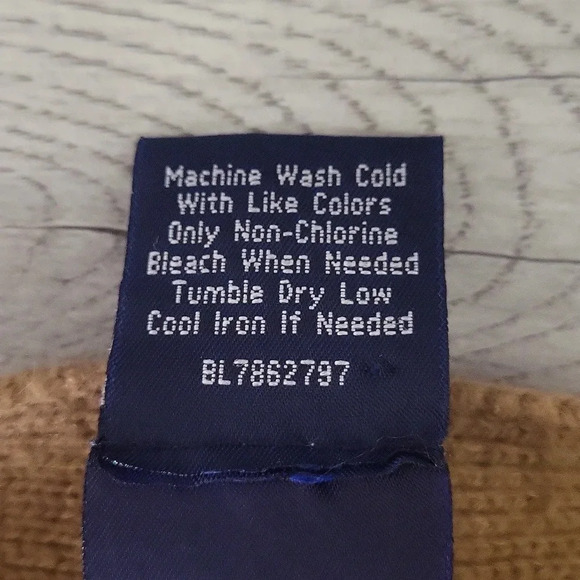 Machine Wash Cold
With Like Colors
Only Non-Chlorine
Bleach When Needed
Tumble Dry Low
Cool Iron If Needed
BL7862797